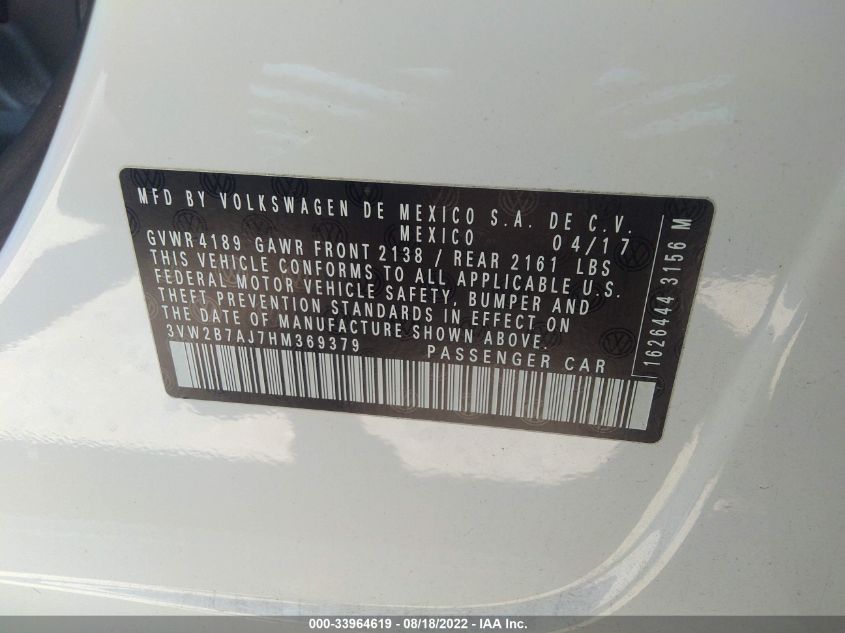 MFD BY VOLKSWAGEN DE MEXICO S.A. DE C.V.
MEXICO 04/17
GVWR 4189 GAWR FRONT 2138 / REAR 2161 LBS
THIS VEHICLE CONFORMS TO ALL APPLICABLE U.S.
FEDERAL MOTOR VEHICLE SAFETY, BUMPER AND
THEFT PREVENTION STANDARDS IN EFFECT ON
THE DATE OF MANUFACTURE SHOWN ABOVE.
3VW2B7AJ7HM369379 PASSENGER CAR
1626444 3156 M
000-33964619 - 08/18/2022 - IAA Inc.